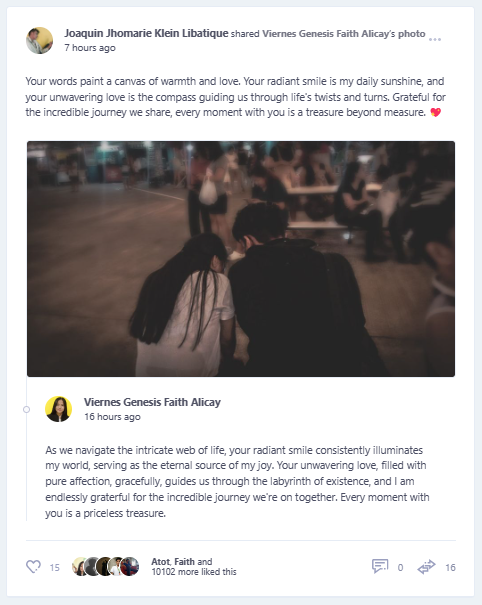 Joaquin Jhomarie Klein Libatique shared Viernes Genesis Faith Alicay's photo
7 hours ago
Your words paint a canvas of warmth and love. Your radiant smile is my daily sunshine, and
your unwavering love is the compass guiding us through life's twists and turns. Grateful for
the incredible journey we share, every moment with you is a treasure beyond measure. 💖
Viernes Genesis Faith Alicay
16 hours ago
As we navigate the intricate web of life, your radiant smile consistently illuminates
my world, serving as the eternal source of my joy. Your unwavering love, filled with
pure affection, gracefully, guides us through the labyrinth of existence, and I am
endlessly graterful for the incredible journey we're on together. Every moment with
you is a priceless treasure.
15
Atot, Faith and
10102 more liked this
0
16